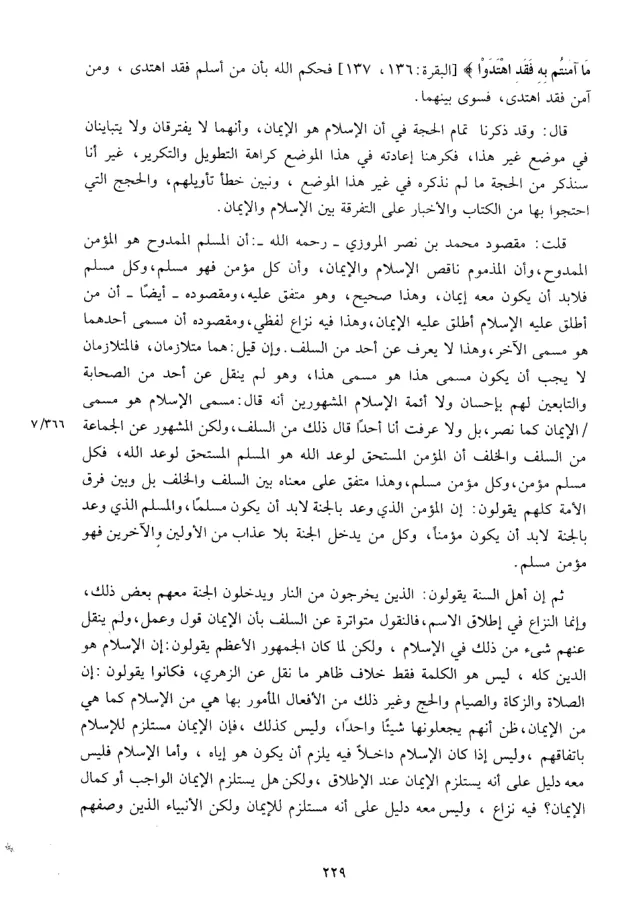 مَا آمَنتُم بِهِ فَقَدِ اهْتَدَوْا ﴾ [البقرة:١٣٦، ١٣٧] فحكم الله بأن من أسلم فقد اهتدى ، ومن
آمن فقد اهتدى، فسوى بينهما.
قال: وقد ذكرنا تمام الحجة في أن الإسلام هو الإيمان، وأنهما لا يفترقان ولا يتباينان
في موضع غير هذا، فكرهنا إعادته في هذا الموضع كراهة التطويل والتكرير، غير أنا
سنذكر من الحجة ما لم نذكره في غير هذا الموضع ، ونبين خطأ تأويلهم، والحجج التي
احتجوا بها من الكتاب والأخبار على التفرقة بين الإسلام والإيمان.
قلت: مقصود محمد بن نصر المروزي ـ رحمه الله ـ:أن المسلم الممدوح هو المؤمن
الممدوح،وأن المذموم ناقص الإسلام والإيمان، وأن كل مؤمن فهو مسلم،وكل مسلم
فلابد أن يكون معه إيمان، وهذا صحيح، وهو متفق عليه،ومقصوده ـ أيضًا ـ أن من
أطلق عليه الإسلام أطلق عليه الإيمان،وهذا فيه نزاع لفظي،ومقصوده أن مسمى أحدهما
هو مسمى الآخر،وهذا لا يعرف عن أحد من السلف.وإن قيل:هما متلازمان، فالمتلازمان
لا يجب أن يكون مسمى هذا هو مسمى هذا، وهو لم ينقل عن أحد من الصحابة
والتابعين لهم بإحسان ولا أئمة الإسلام المشهورين أنه قال:مسمى الإسلام هو مسمى
/الإيمان كما نصر،بل ولا عرفت أنا أحدًا قال ذلك من السلف،ولكن المشهور عن الجماعة ٧/٣٦٦
من السلف والخلف أن المؤمن المستحق لوعد الله هو المسلم المستحق لوعد الله، فكل
مسلم مؤمن،وكل مؤمن مسلم،وهذا متفق على معناه بين السلف والخلف بل وبين فرق
الأمة كلهم يقولون: إن المؤمن الذي وعد بالجنة لابد أن يكون مسلمًا،والمسلم الذي وعد
بالجنة لابد أن يكون مؤمناً، وكل من يدخل الجنة بلا عذاب من الأولين والآخرين فهو
مؤمن مسلم.
ثم إن أهل السنة يقولون: الذين يخرجون من النار ويدخلون الجنة معهم بعض ذلك،
وإنما النزاع في إطلاق الاسم،فالنقول متواترة عن السلف بأن الإيمان قول وعمل،ولم ينقل
عنهم شىء من ذلك في الإسلام ، ولكن لما كان الجمهور الأعظم يقولون:إن الإسلام هو
الدين كله ، ليس هو الكلمة فقط خلاف ظاهر ما نقل عن الزهري، فكانوا يقولون :إن
الصلاة والزكاة والصيام والحج وغير ذلك من الأفعال المأمور بها هي من الإسلام كما هي
من الإيمان،ظن أنهم يجعلونها شيئًا واحدًا، وليس كذلك ،فإن الإيمان مستلزم للإسلام
باتفاقهم ،وليس إذا كان الإسلام داخـلاً فيه يلزم أن يكون هو إياه ، وأما الإسلام فليس
معه دليل على أنه يستلزم الإيمان عند الإطلاق ،ولكن هل يستلزم الإيمان الواجب أو كمال
الإيمان؟ فيه نزاع ، وليس معه دليل على أنه مستلزم للإيمان ولكن الأنبياء الذين وصفهم
٢٢٩